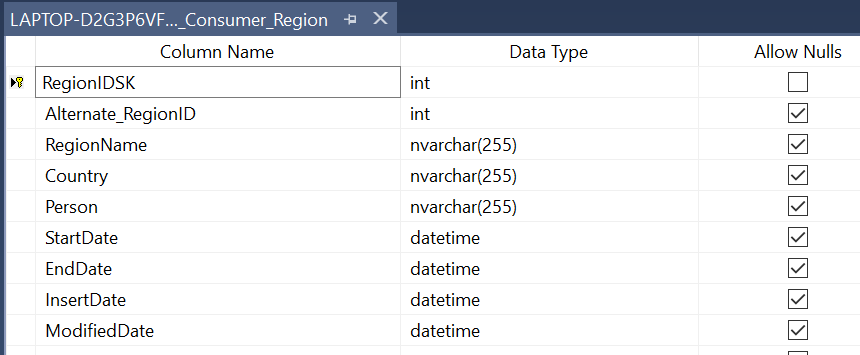 LAPTOP-D2G3P6VF..._Consumer_Region
Column Name Data Type Allow Nulls
RegionIDSK int
Alternate_RegionID int
RegionName nvarchar(255)
Country nvarchar(255)
Person nvarchar(255)
StartDate datetime
EndDate datetime
InsertDate datetime
ModifiedDate datetime